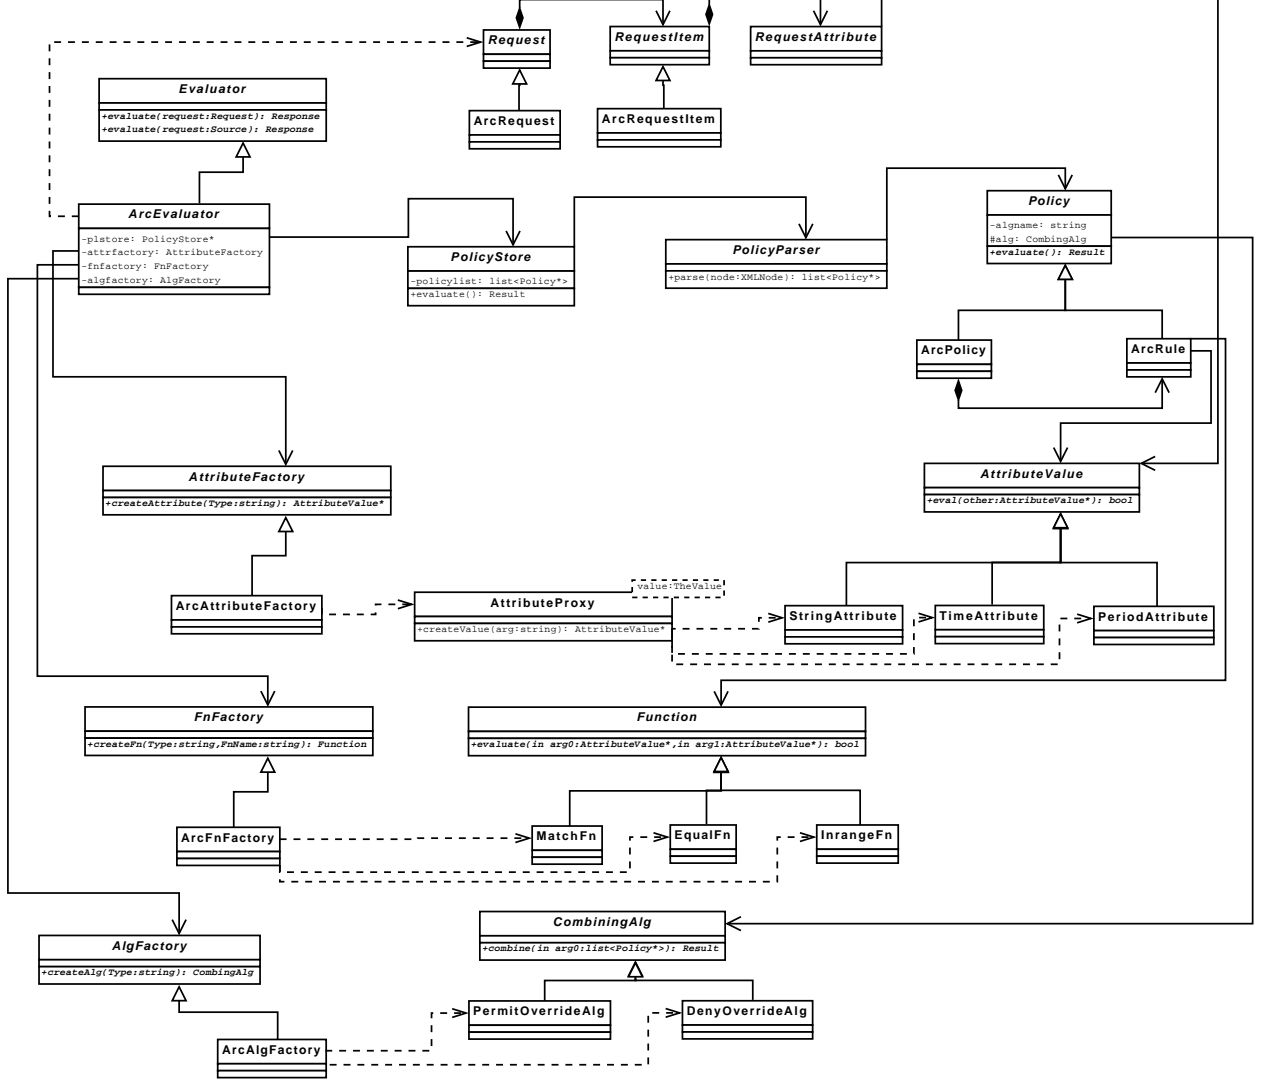 Request
RequestItem
RequestAttribute
Evaluator
+evaluate(request:Request): Response
+evaluate(request:Source): Response
ArcRequest
ArcRequestItem
ArcEvaluator
-plstore: PolicyStore*
-attrfactory: AttributeFactory
-fnfactory: FnFactory
-algfactory: AlgFactory
PolicyStore
-policylist: list<Policy*>
+evaluate(): Result
PolicyParser
+parse(node:XMLNode): list<Policy*>
Policy
-algname: string
#alg: CombingAlg
+evaluate(): Result
ArcPolicy
ArcRule
AttributeFactory
+createAttribute(Type:string): AttributeValue*
AttributeValue
+eval(other:AttributeValue*): bool
ArcAttributeFactory
value:TheValue
AttributeProxy
+createValue(arg:string): AttributeValue*
StringAttribute
TimeAttribute
PeriodAttribute
FnFactory
+createFn(Type:string,FnName:string): Function
Function
+evaluate(in arg0:AttributeValue*,in arg1:AttributeValue*): bool
ArcFnFactory
MatchFn
EqualFn
InrangeFn
CombiningAlg
+combine(in arg0:list<Policy*>): Result
AlgFactory
+createAlg(Type:string): CombingAlg
PermitOverrideAlg
DenyOverrideAlg
ArcAlgFactory